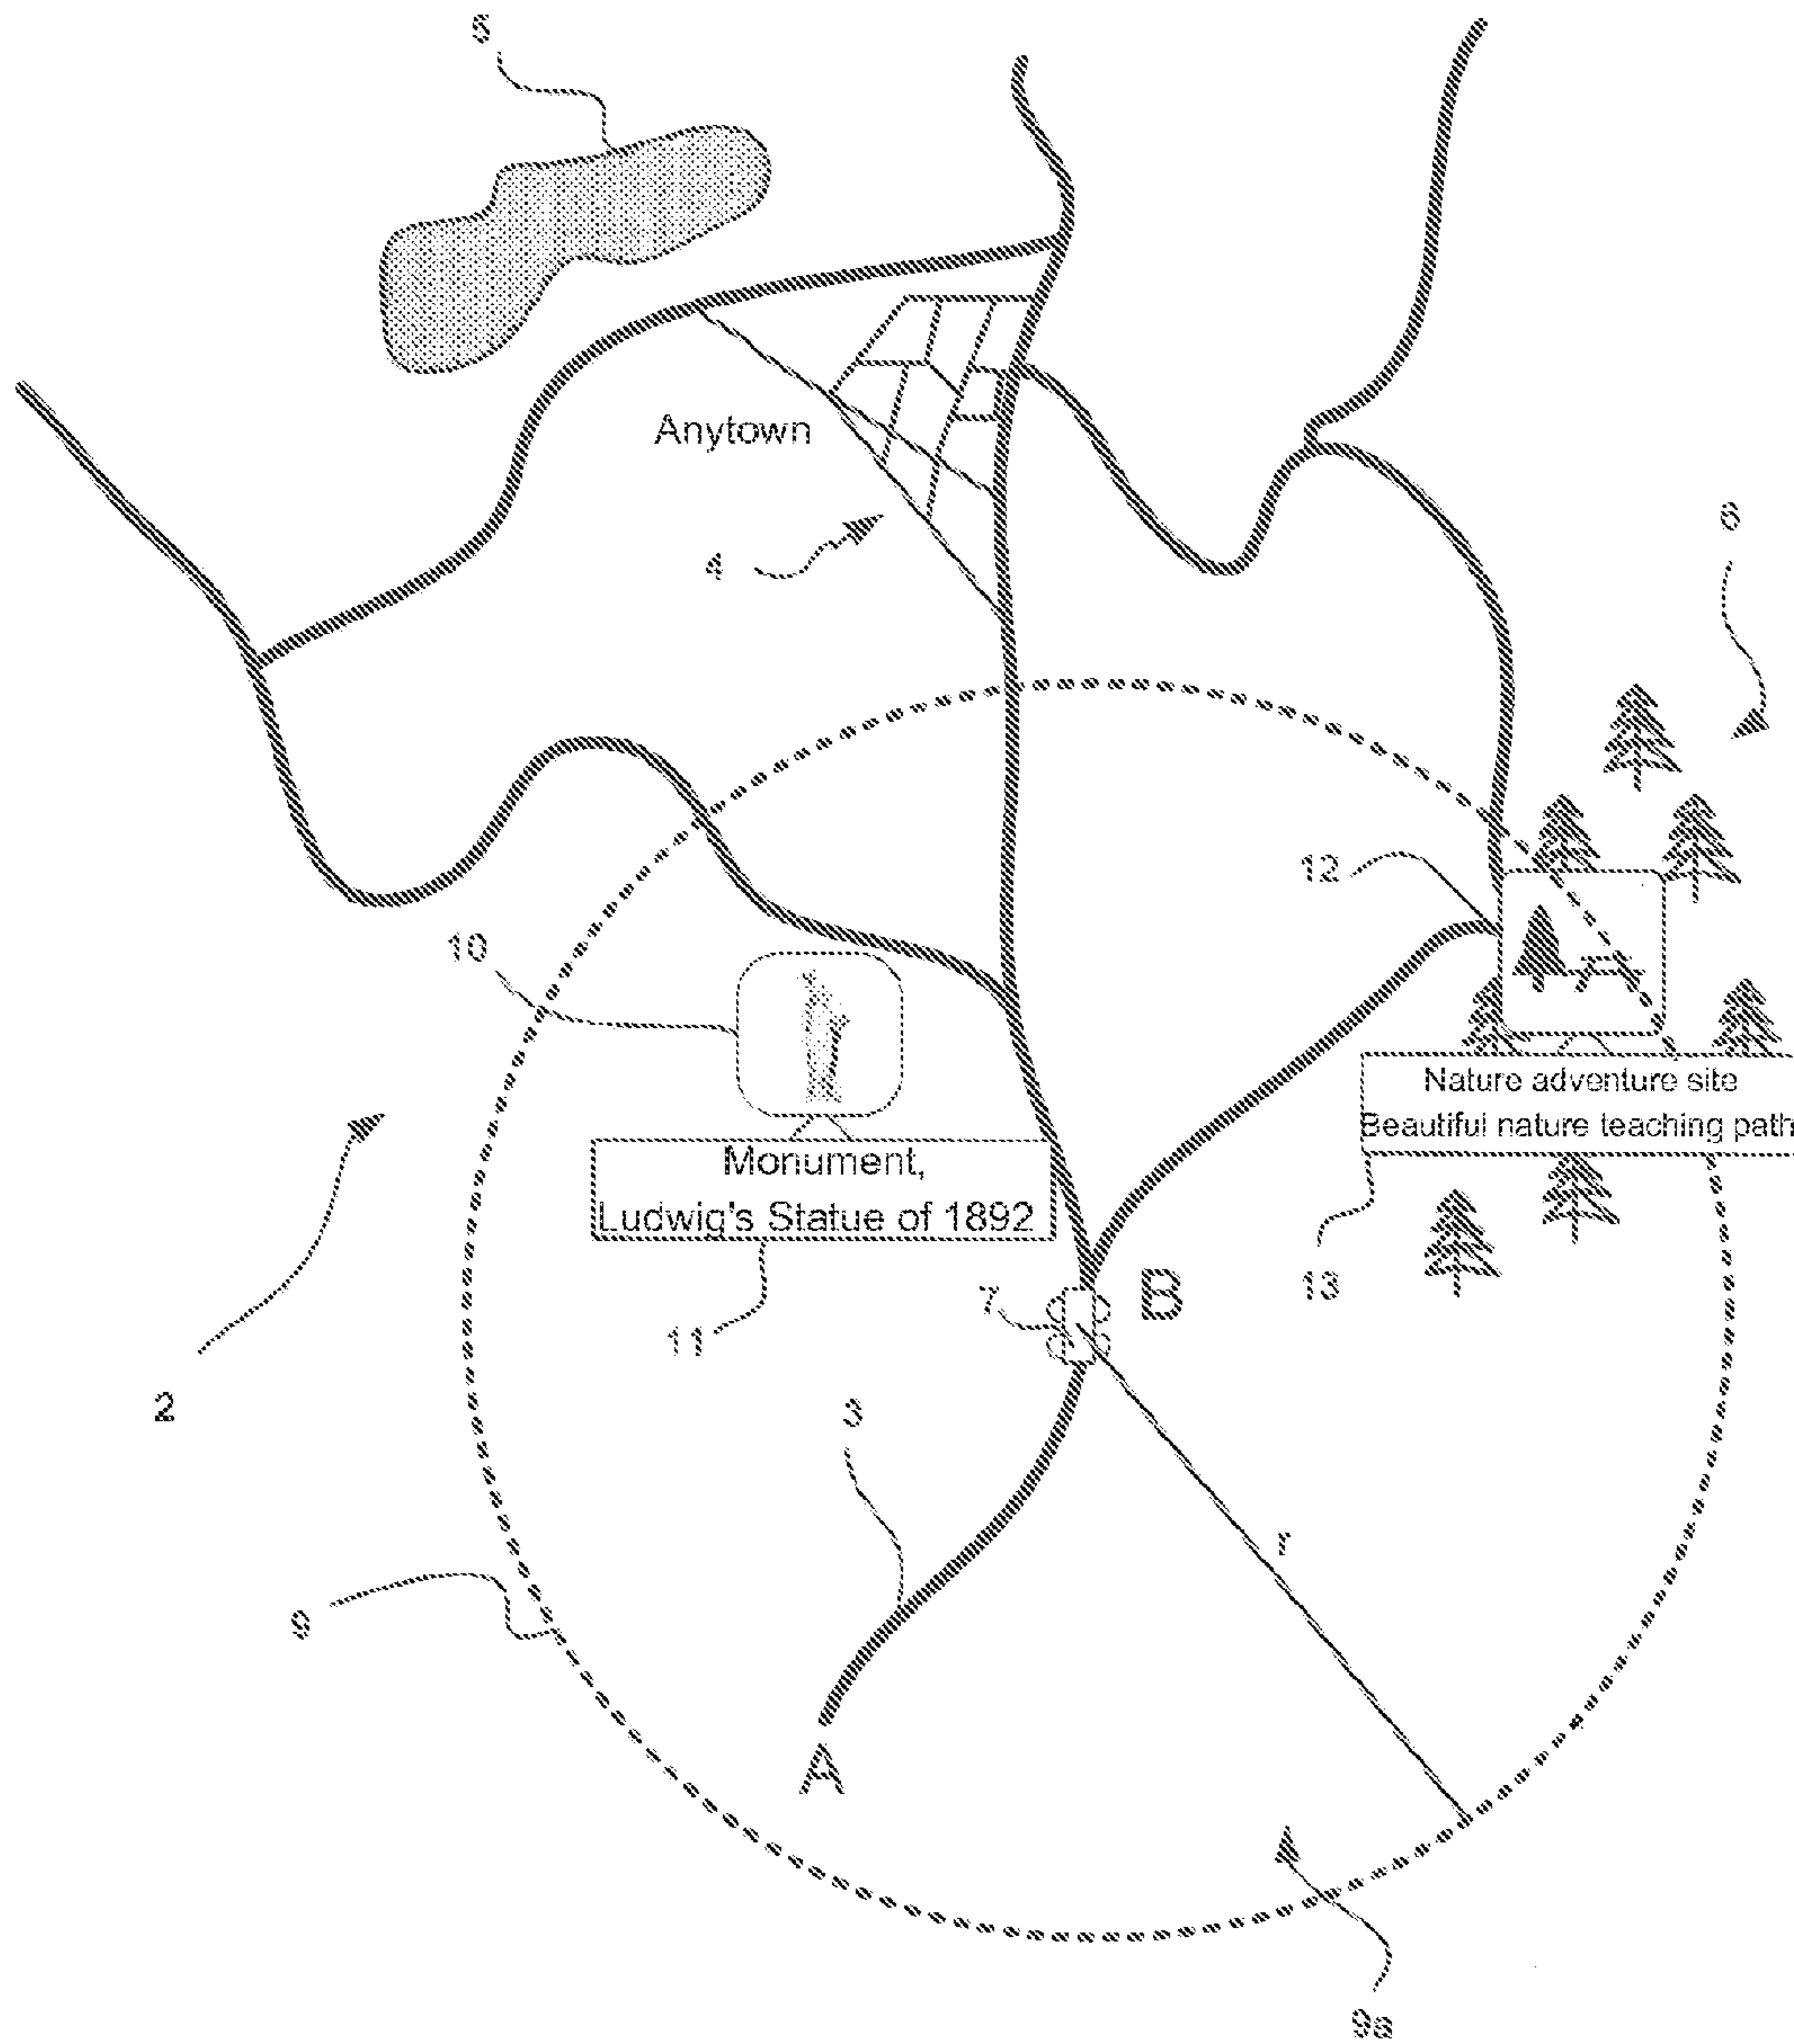 5
Anytown
4
6
12
10
Nature adventure site
Beautiful nature teaching path
Monument,
Ludwig's Statue of 1892
B
7
13
11
2
3
r
9
A
9a